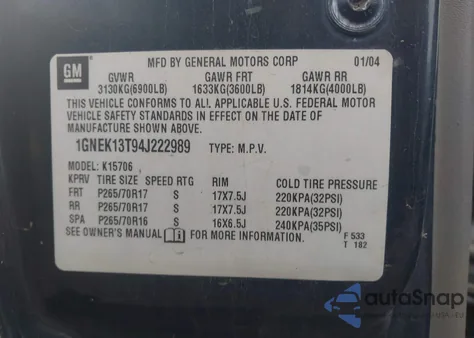 GM
MFD BY GENERAL MOTORS CORP 01/04
GVWR GAWR FRT GAWR RR
3130KG(6900LB) 1633KG(3600LB) 1814KG(4000LB)
THIS VEHICLE CONFORMS TO ALL APPLICABLE U.S. FEDERAL MOTOR
VEHICLE SAFETY STANDARDS IN EFFECT ON THE DATE OF
MANUFACTURE SHOWN ABOVE.
1GNEK13T94J222989 TYPE: M.P.V.
MODEL: K15706
KPRV TIRE SIZE SPEED RTG RIM COLD TIRE PRESSURE
FRT P265/70R17 S 17X7.5J 220KPA(32PSI)
RR P265/70R17 S 17X7.5J 220KPA(32PSI)
SPA P265/70R16 S 16X6.5J 240KPA(35PSI)
SEE OWNER'S MANUAL FOR MORE INFORMATION. F 533
T 182
autoSnap